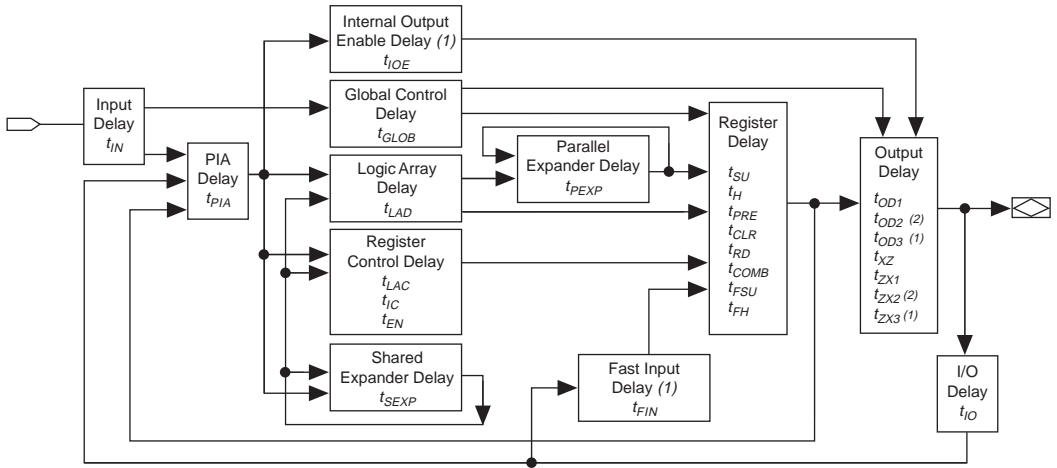 Internal Output
Enable Delay (1)
tIOE
Input
Delay
tIN
Global Control
Delay
tGLOB
PIA
Delay
tPIA
Logic Array
Delay
tLAD
Parallel
Expander Delay
tPEXP
Register
Delay
tSU
tH
tPRE
tCLR
tRD
tCOMB
tFSU
tFH
Output
Delay
tOD1
tOD2 (2)
tOD3 (1)
tXZ
tZX1
tZX2 (2)
tZX3 (1)
Register
Control Delay
tLAC
tIC
tEN
Shared
Expander Delay
tSEXP
Fast Input
Delay (1)
tFIN
I/O
Delay
tIO